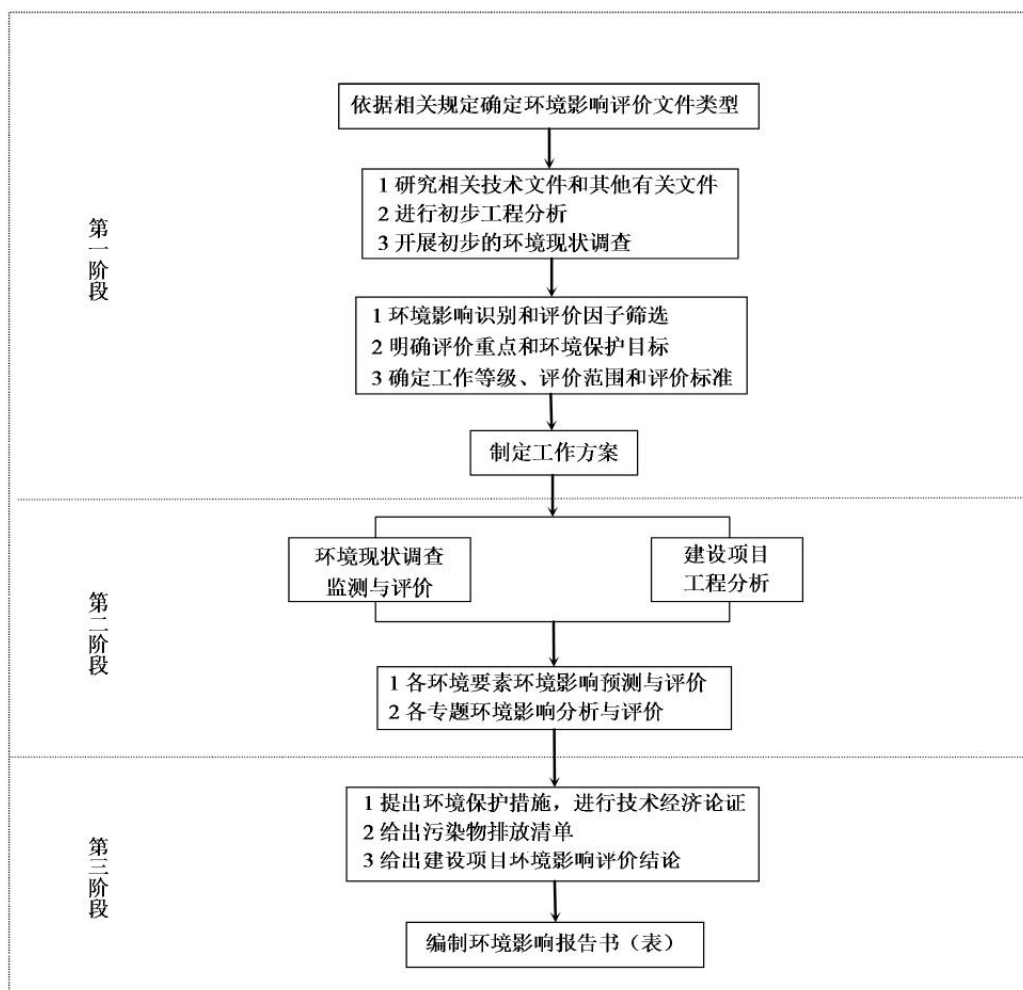 依据相关规定确定环境影响评价文件类型
1 研究相关技术文件和其他有关文件
2 进行初步工程分析
3 开展初步的环境现状调查
第一阶段
1 环境影响识别和评价因子筛选
2 明确评价重点和环境保护目标
3 确定工作等级、评价范围和评价标准
制定工作方案
环境现状调查
监测与评价
建设项目
工程分析
第二阶段
1 各环境要素环境影响预测与评价
2 各专题环境影响分析与评价
1 提出环境保护措施，进行技术经济论证
2 给出污染物排放清单
3 给出建设项目环境影响评价结论
第三阶段
编制环境影响报告书（表）